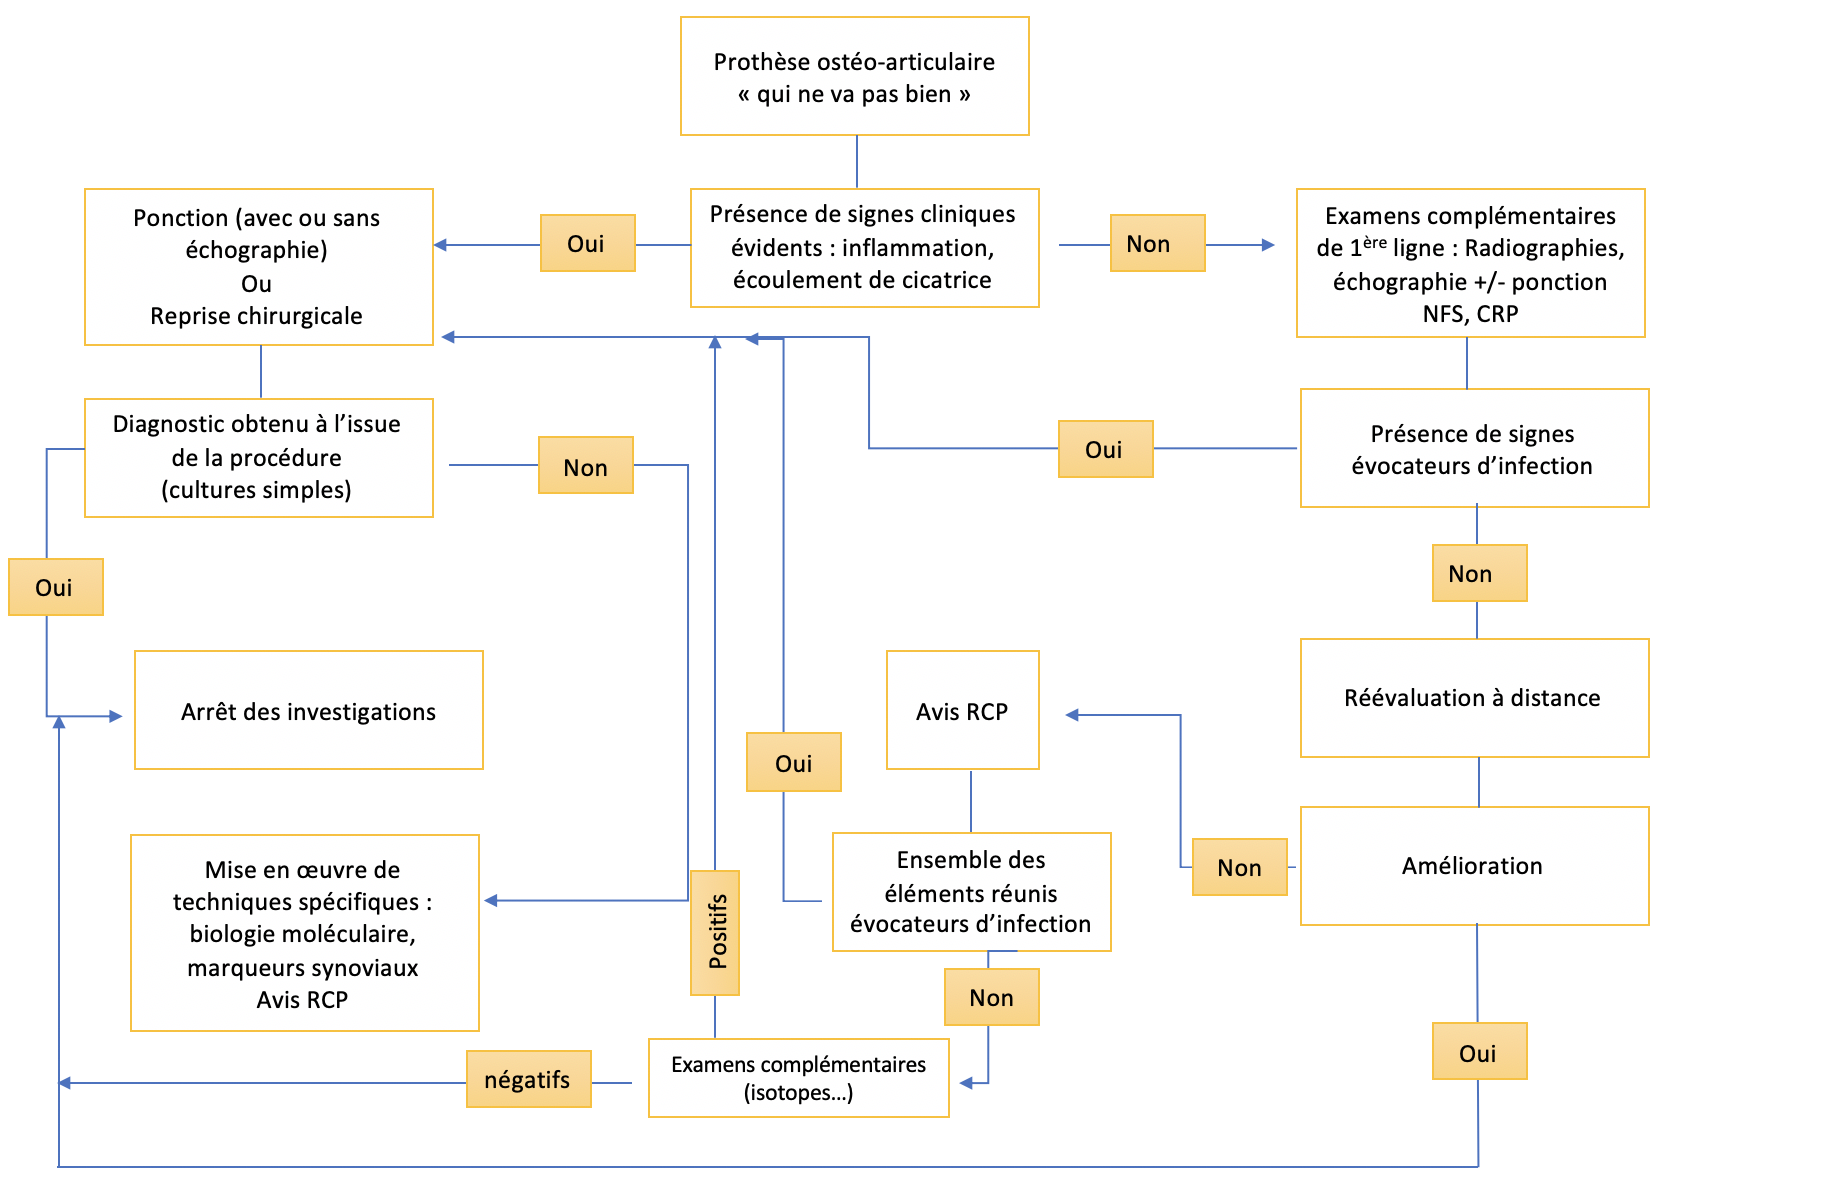 Prothèse ostéo-articulaire
« qui ne va pas bien »
Ponction (avec ou sans
échographie)
Ou
Reprise chirurgicale
Oui
Présence de signes cliniques
évidents : inflammation,
écoulement de cicatrice
Non
Examens complémentaires
de 1ère ligne : Radiographies,
échographie +/- ponction
NFS, CRP
Diagnostic obtenu à l’issue
de la procédure
(cultures simples)
Non
Oui
Présence de signes
évocateurs d’infection
Oui
Non
Arrêt des investigations
Avis RCP
Réévaluation à distance
Oui
Mise en œuvre de
techniques spécifiques :
biologie moléculaire,
marqueurs synoviaux
Avis RCP
Positifs
Ensemble des
éléments réunis
évocateurs d’infection
Non
Amélioration
Non
Oui
négatifs
Examens complémentaires
(isotopes…)